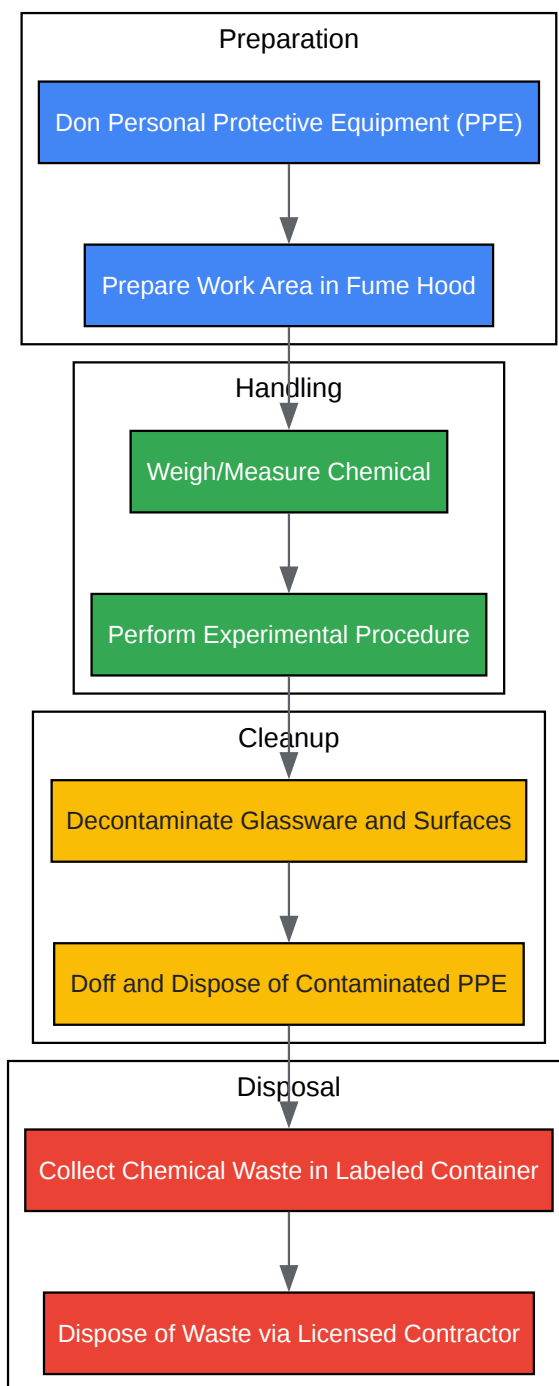 Preparation
Don Personal Protective Equipment (PPE)
Prepare Work Area in Fume Hood
Handling
Weigh/Measure Chemical
Perform Experimental Procedure
Cleanup
Decontaminate Glassware and Surfaces
Doff and Dispose of Contaminated PPE
Disposal
Collect Chemical Waste in Labeled Container
Dispose of Waste via Licensed Contractor